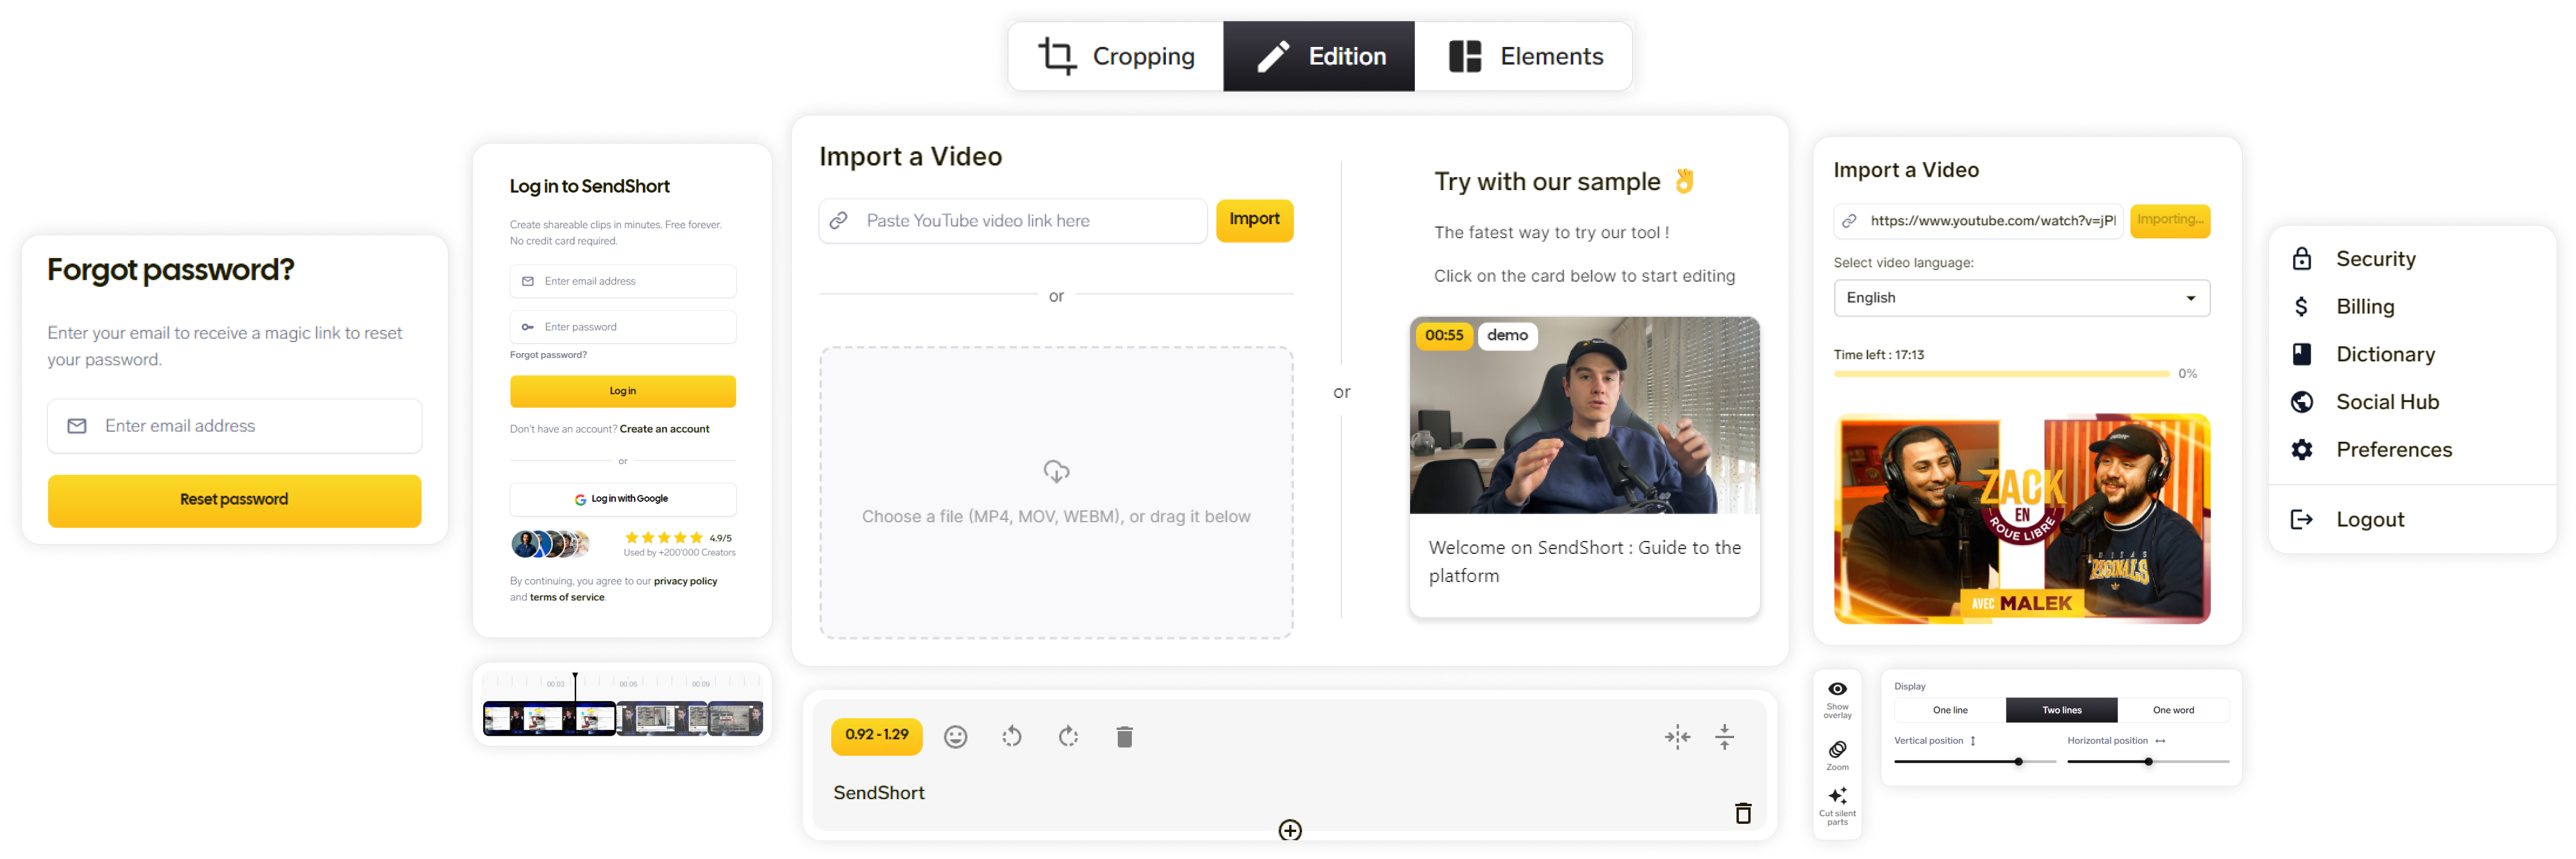 Cropping
Edition
Elements
Forgot password?
Enter your email to receive a magic link to reset
your password.
Enter email address
Reset password
Log in to SendShort
Create shareable clips in minutes. Free forever.
No credit card required.
Enter email address
Enter password
Forgot password?
Log in
Don't have an account? Create an account
or
Log in with Google
4.9/5
Used by +200'000 Creators
By continuing, you agree to our privacy policy
and terms of service.
00:03
00:06
00:09
Import a Video
Paste YouTube video link here
Import
or
Choose a file (MP4, MOV, WEBM), or drag it below
or
Try with our sample 👌
The fatest way to try our tool !
Click on the card below to start editing
00:55
demo
Welcome on SendShort : Guide to the
platform
0.92 - 1.29
SendShort
Import a Video
https://www.youtube.com/watch?v=jPl
Importing...
Select video language:
English
Time left : 17:13
0%
ZACK
EN
ROUE LIBRE
AVEC MALEK
Show
overlay
Zoom
Cut silent
parts
Display
One line
Two lines
One word
Vertical position
Horizontal position
Security
Billing
Dictionary
Social Hub
Preferences
Logout